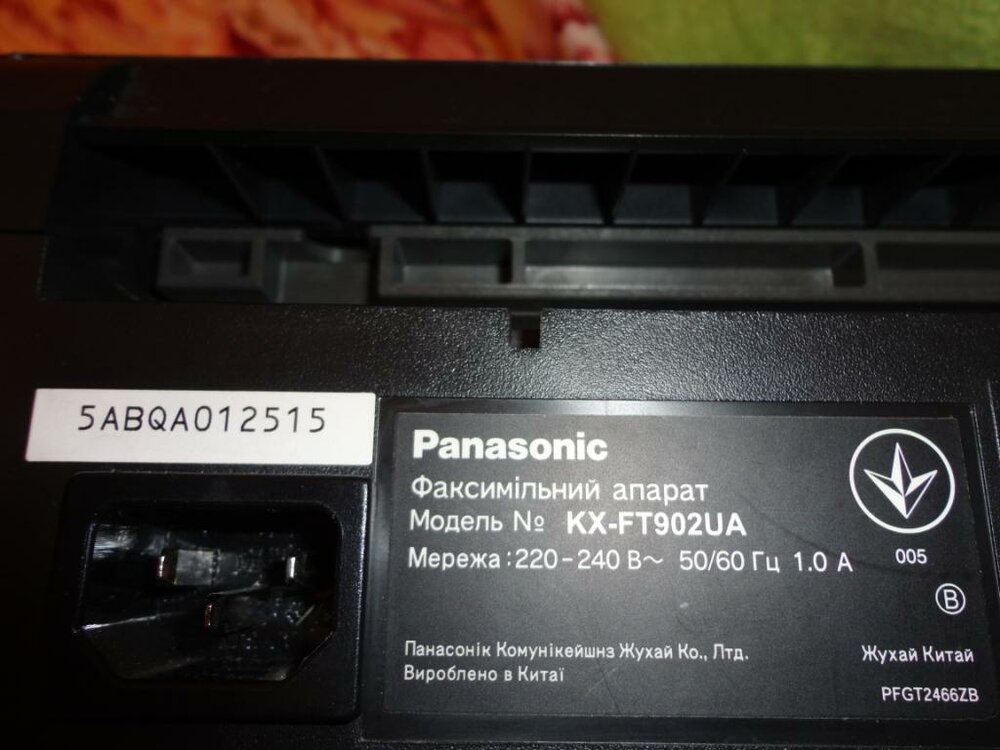 5ABQA012515
Panasonic
Факсимільний апарат
Модель № KX-FT902UA
Мережа : 220-240 В~ 50/60 Гц 1.0 А
005
B
Панасонік Комунікейшнз Жухай Ко., Лтд.
Вироблено в Китаї
Жухай Китай
PFGT2466ZB